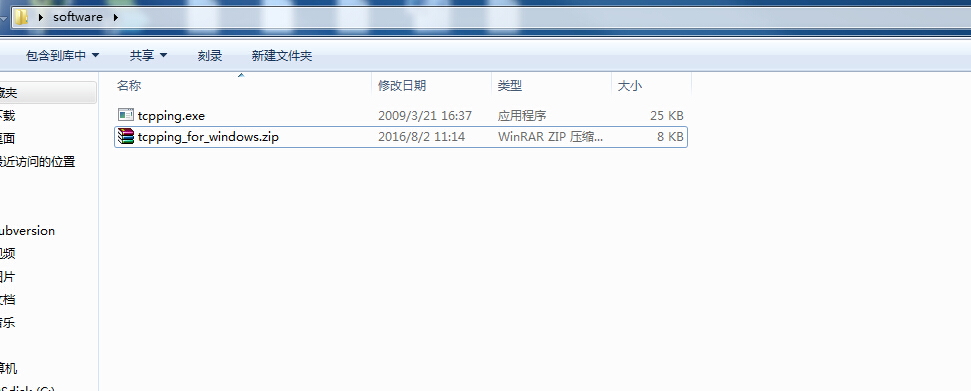 software
包含到库中 共享 刻录 新建文件夹
名称 修改日期 类型 大小
tcpping.exe 2009/3/21 16:37 应用程序 25 KB
tcpping_for_windows.zip 2016/8/2 11:14 WinRAR ZIP 压缩... 8 KB
藏夹
下载
桌面
最近访问的位置
ubversion
视频
图片
文档
音乐
算机